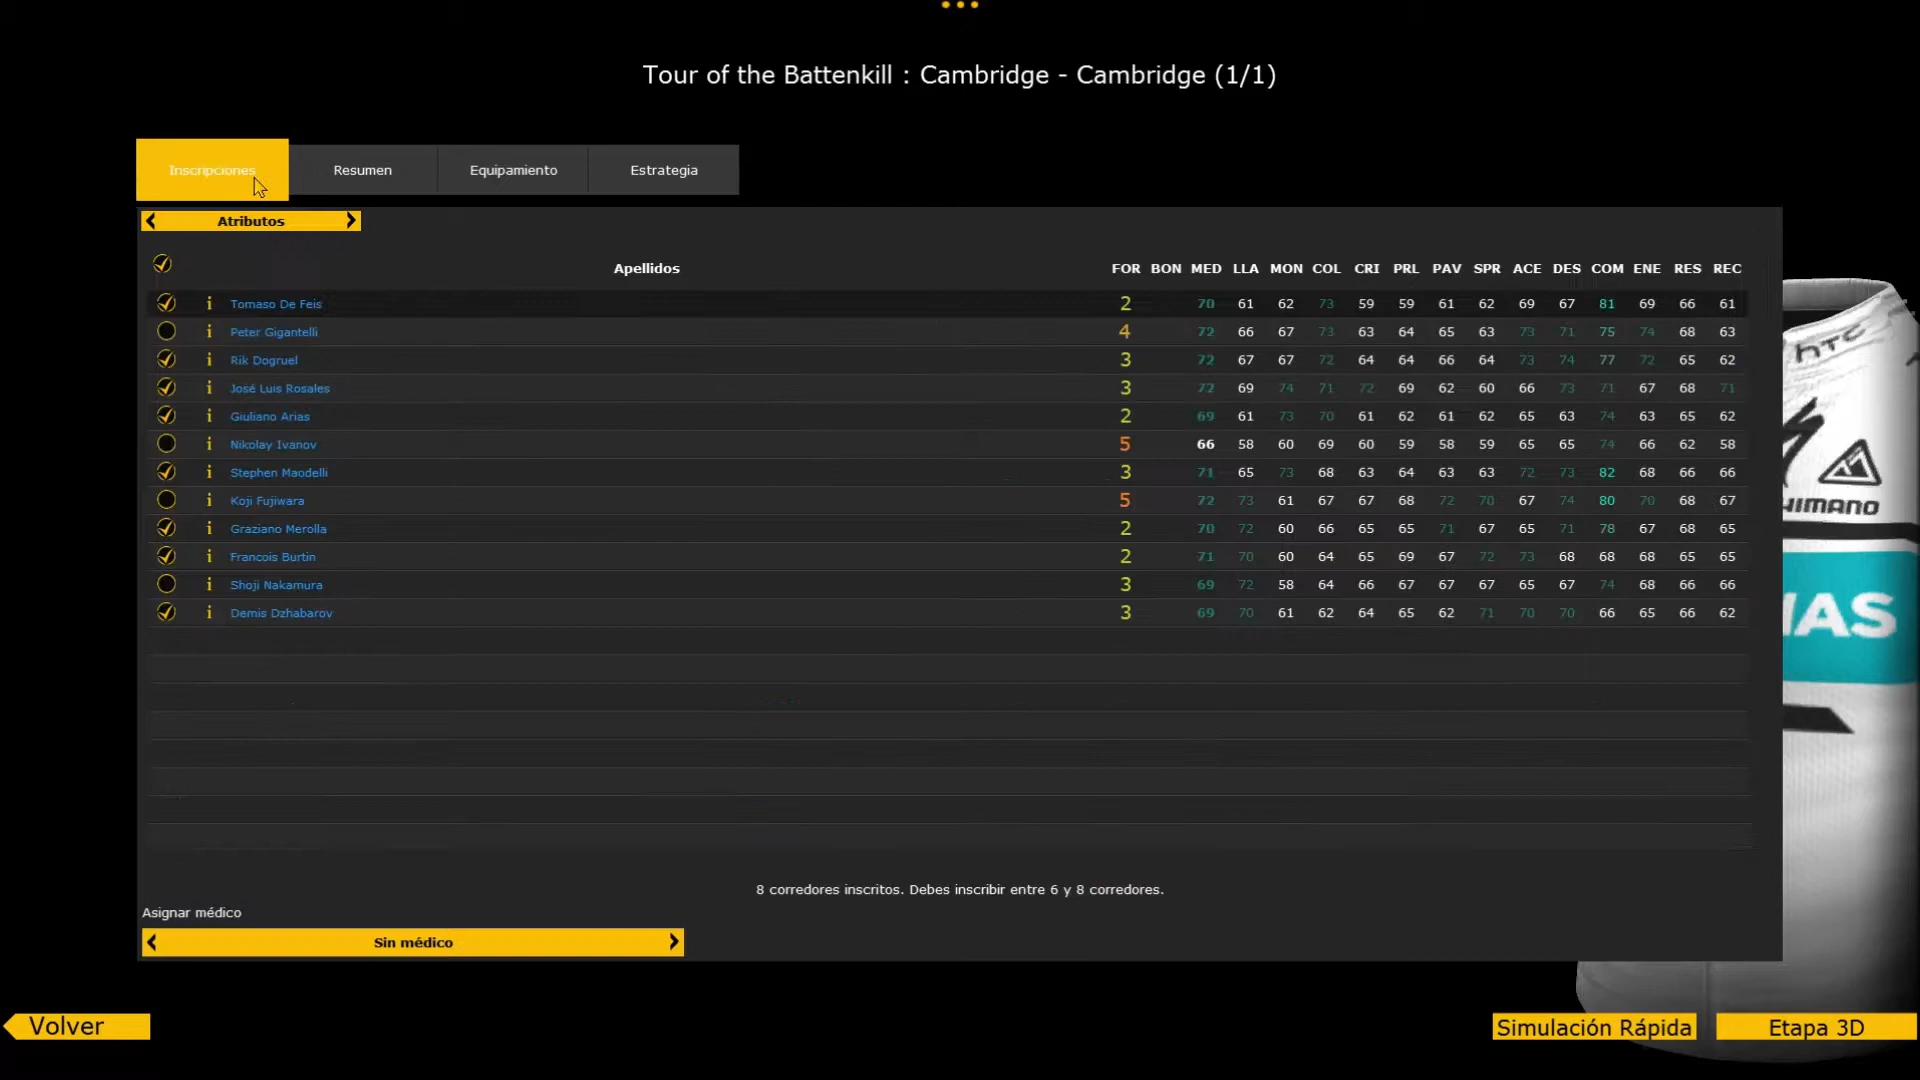 Tour of the Battenkill : Cambridge - Cambridge (1/1)
Inscripciones Resumen Equipamiento Estrategia
Atributos
Apellidos FOR BON MED LLA MON COL CRI PRL PAV SPR ACE DES COM ENE RES REC
Tomaso De Feis 2 70 61 62 73 59 59 61 62 69 67 81 69 66 61
Peter Gigantelli 4 72 66 67 73 63 64 65 63 73 71 75 74 68 63
Rik Dogruel 3 72 67 67 72 64 64 66 64 73 74 77 72 65 62
José Luis Rosales 3 72 69 74 71 72 69 62 60 66 73 71 67 68 71
Giuliano Arias 2 69 61 73 70 61 62 61 62 65 63 74 63 65 62
Nikolay Ivanov 5 66 58 60 69 60 59 58 59 65 65 74 66 62 58
Stephen Maodelli 3 71 65 73 68 63 64 63 63 72 73 82 68 66 66
Koji Fujiwara 5 72 73 61 67 67 68 72 70 67 74 80 70 68 67
Graziano Merolla 2 70 72 60 66 65 65 71 67 65 71 78 67 68 65
Francois Burtin 2 71 70 60 64 65 69 67 72 73 68 68 68 65 65
Shoji Nakamura 3 69 72 58 64 66 67 67 67 65 67 74 68 66 66
Demis Dzhabarov 3 69 70 61 62 64 65 62 71 70 70 66 65 66 62
8 corredores inscritos. Debes inscribir entre 6 y 8 corredores.
Asignar médico
Sin médico
Volver
Simulación Rápida Etapa 3D
htc
HIMANO
IAS